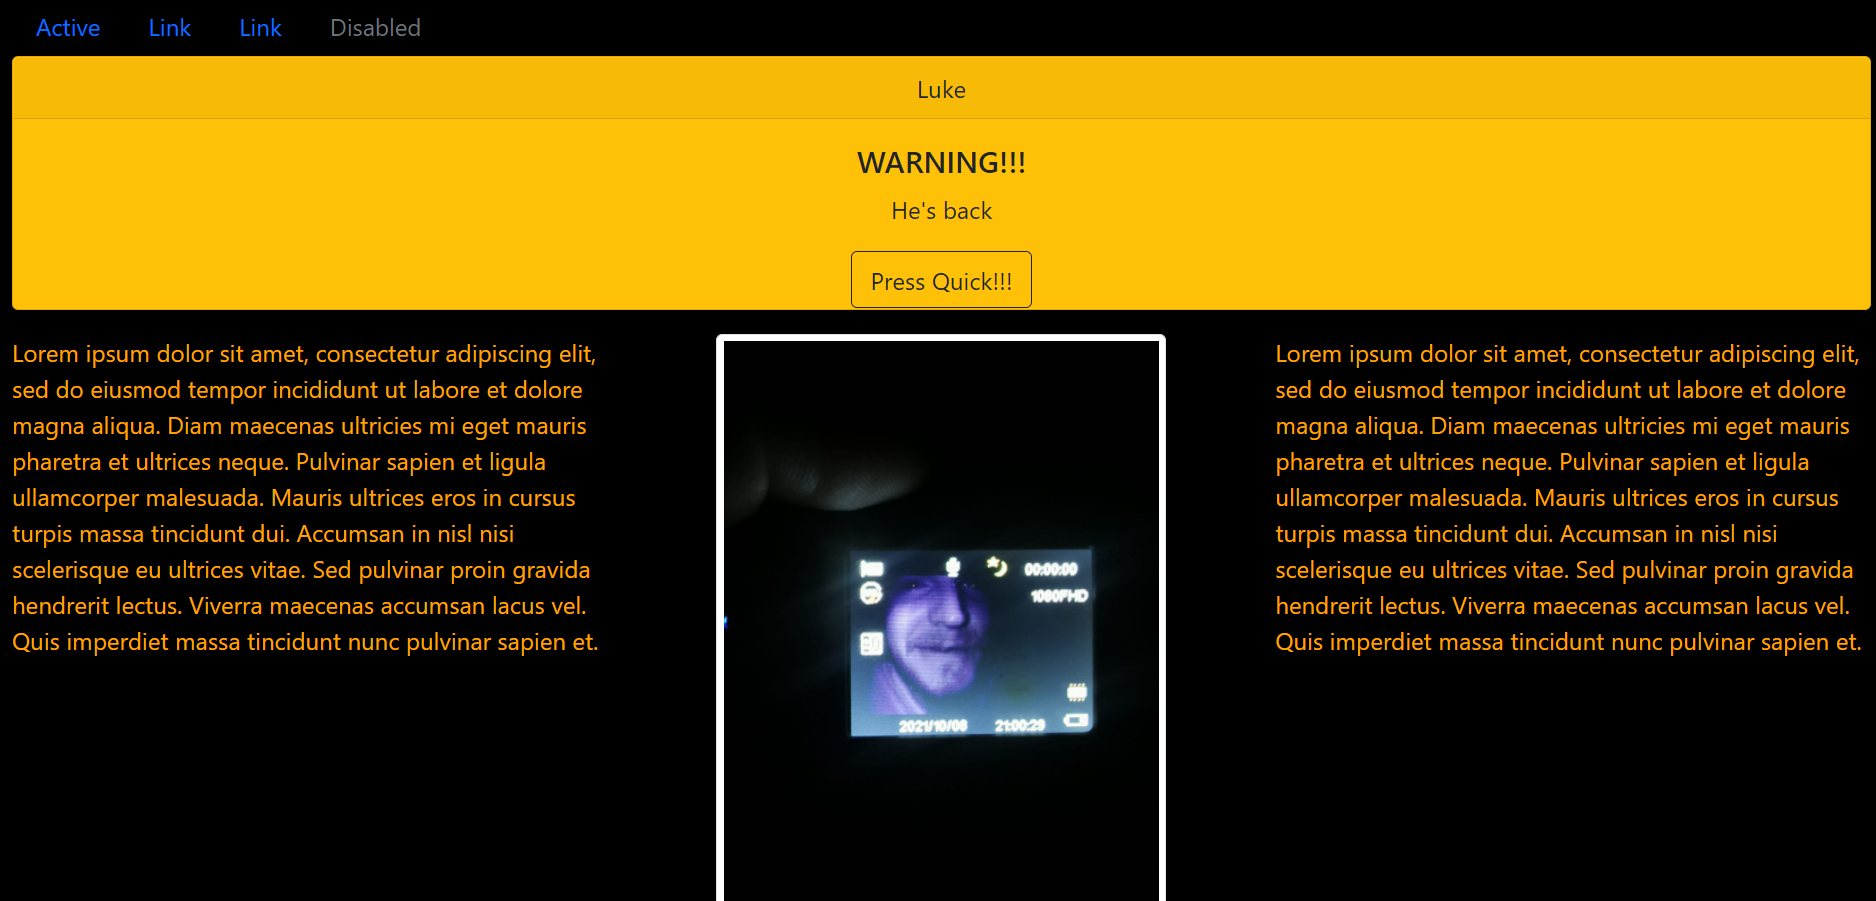 Active Link Link Disabled
Luke
WARNING!!!
He's back
Press Quick!!!
Lorem ipsum dolor sit amet, consectetur adipiscing elit,
sed do eiusmod tempor incididunt ut labore et dolore
magna aliqua. Diam maecenas ultricies mi eget mauris
pharetra et ultrices neque. Pulvinar sapien et ligula
ullamcorper malesuada. Mauris ultrices eros in cursus
turpis massa tincidunt dui. Accumsan in nisl nisi
scelerisque eu ultrices vitae. Sed pulvinar proin gravida
hendrerit lectus. Viverra maecenas accumsan lacus vel.
Quis imperdiet massa tincidunt nunc pulvinar sapien et.
00:00:00
1080FHD
2021/10/08 21:00:29
Lorem ipsum dolor sit amet, consectetur adipiscing elit,
sed do eiusmod tempor incididunt ut labore et dolore
magna aliqua. Diam maecenas ultricies mi eget mauris
pharetra et ultrices neque. Pulvinar sapien et ligula
ullamcorper malesuada. Mauris ultrices eros in cursus
turpis massa tincidunt dui. Accumsan in nisl nisi
scelerisque eu ultrices vitae. Sed pulvinar proin gravida
hendrerit lectus. Viverra maecenas accumsan lacus vel.
Quis imperdiet massa tincidunt nunc pulvinar sapien et.